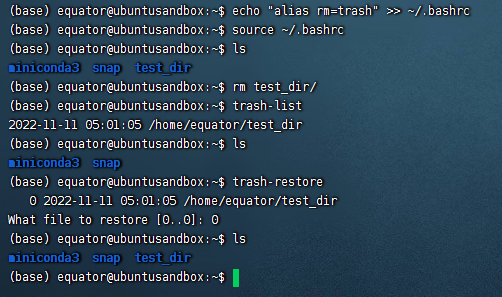 (base) equator@ubuntusandbox:~$ echo "alias rm=trash" >> ~/.bashrc
(base) equator@ubuntusandbox:~$ source ~/.bashrc
(base) equator@ubuntusandbox:~$ ls
miniconda3  snap  test_dir
(base) equator@ubuntusandbox:~$ rm test_dir/
(base) equator@ubuntusandbox:~$ trash-list
2022-11-11 05:01:05 /home/equator/test_dir
(base) equator@ubuntusandbox:~$ ls
miniconda3  snap
(base) equator@ubuntusandbox:~$ trash-restore
   0 2022-11-11 05:01:05 /home/equator/test_dir
What file to restore [0..0]: 0
(base) equator@ubuntusandbox:~$ ls
miniconda3  snap  test_dir
(base) equator@ubuntusandbox:~$